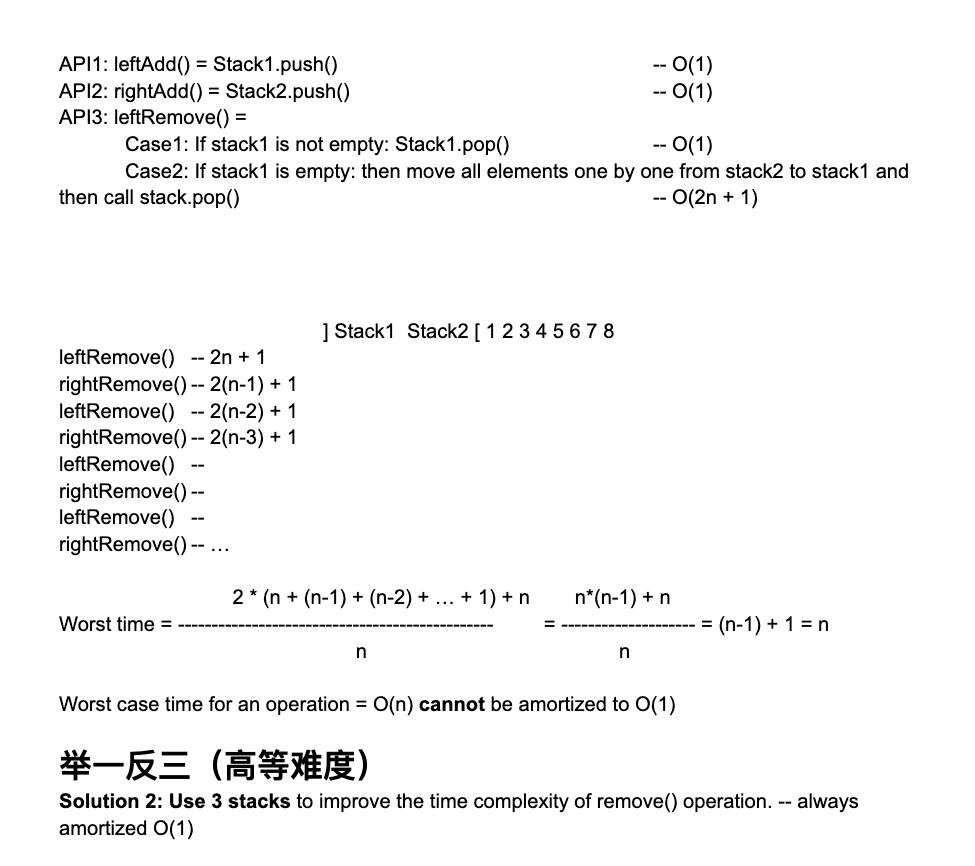 API1: leftAdd() = Stack1.push() -- O(1)
API2: rightAdd() = Stack2.push() -- O(1)
API3: leftRemove() =
Case1: If stack1 is not empty: Stack1.pop() -- O(1)
Case2: If stack1 is empty: then move all elements one by one from stack2 to stack1 and
then call stack.pop() -- O(2n + 1)
] Stack1 Stack2 [ 1 2 3 4 5 6 7 8
leftRemove() -- 2n + 1
rightRemove() -- 2(n-1) + 1
leftRemove() -- 2(n-2) + 1
rightRemove() -- 2(n-3) + 1
leftRemove() --
rightRemove() --
leftRemove() --
rightRemove() -- …
2 * (n + (n-1) + (n-2) + … + 1) + n n*(n-1) + n
Worst time = ----------------------------------------------- = -------------------- = (n-1) + 1 = n
n n
Worst case time for an operation = O(n) cannot be amortized to O(1)
举一反三（高等难度）
Solution 2: Use 3 stacks to improve the time complexity of remove() operation. -- always
amortized O(1)